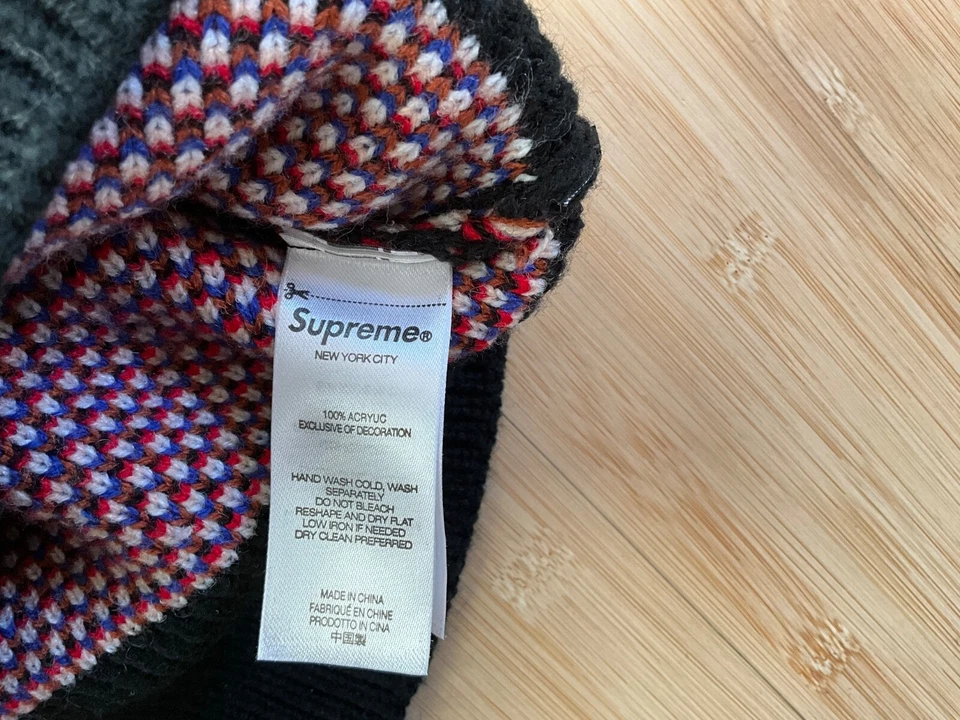 Supreme®
NEW YORK CITY
100% ACRYLIC
EXCLUSIVE OF DECORATION
HAND WASH COLD, WASH
SEPARATELY
DO NOT BLEACH
RESHAPE AND DRY FLAT
LOW IRON IF NEEDED
DRY CLEAN PREFERRED
MADE IN CHINA
FABRIQUÉ EN CHINE
PRODOTTO IN CINA
中国製